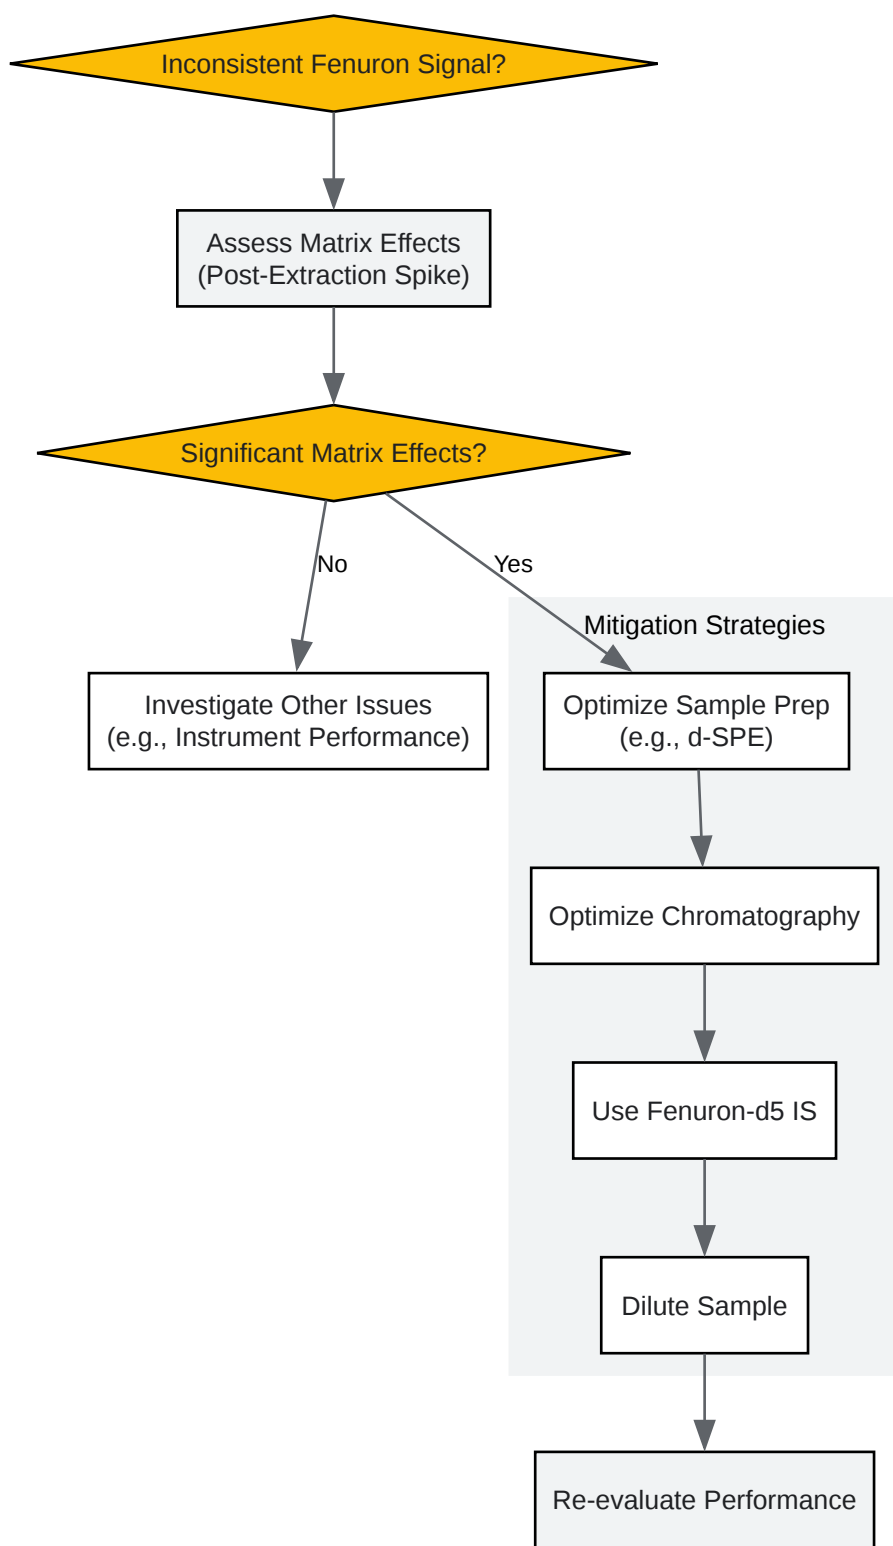 Inconsistent Fenuron Signal?
Assess Matrix Effects
(Post-Extraction Spike)
Significant Matrix Effects?
No
Yes
Mitigation Strategies
Investigate Other Issues
(e.g., Instrument Performance)
Optimize Sample Prep
(e.g., d-SPE)
Optimize Chromatography
Use Fenuron-d5 IS
Dilute Sample
Re-evaluate Performance